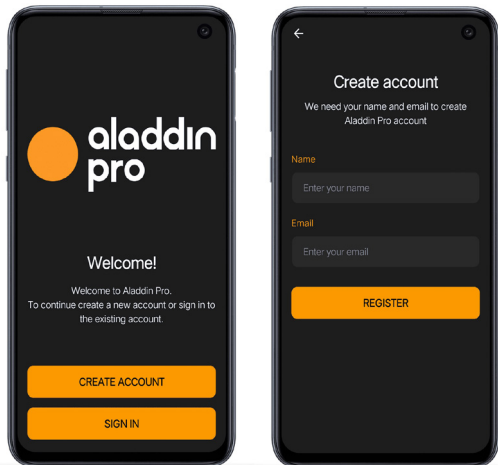 aladdin
pro
Welcome!
Welcome to Aladdin Pro.
To continue create a new account or sign in to
the existing account.
CREATE ACCOUNT
SIGN IN
Create account
We need your name and email to create
Aladdin Pro account
Name
Enter your name
Email
Enter your email
REGISTER